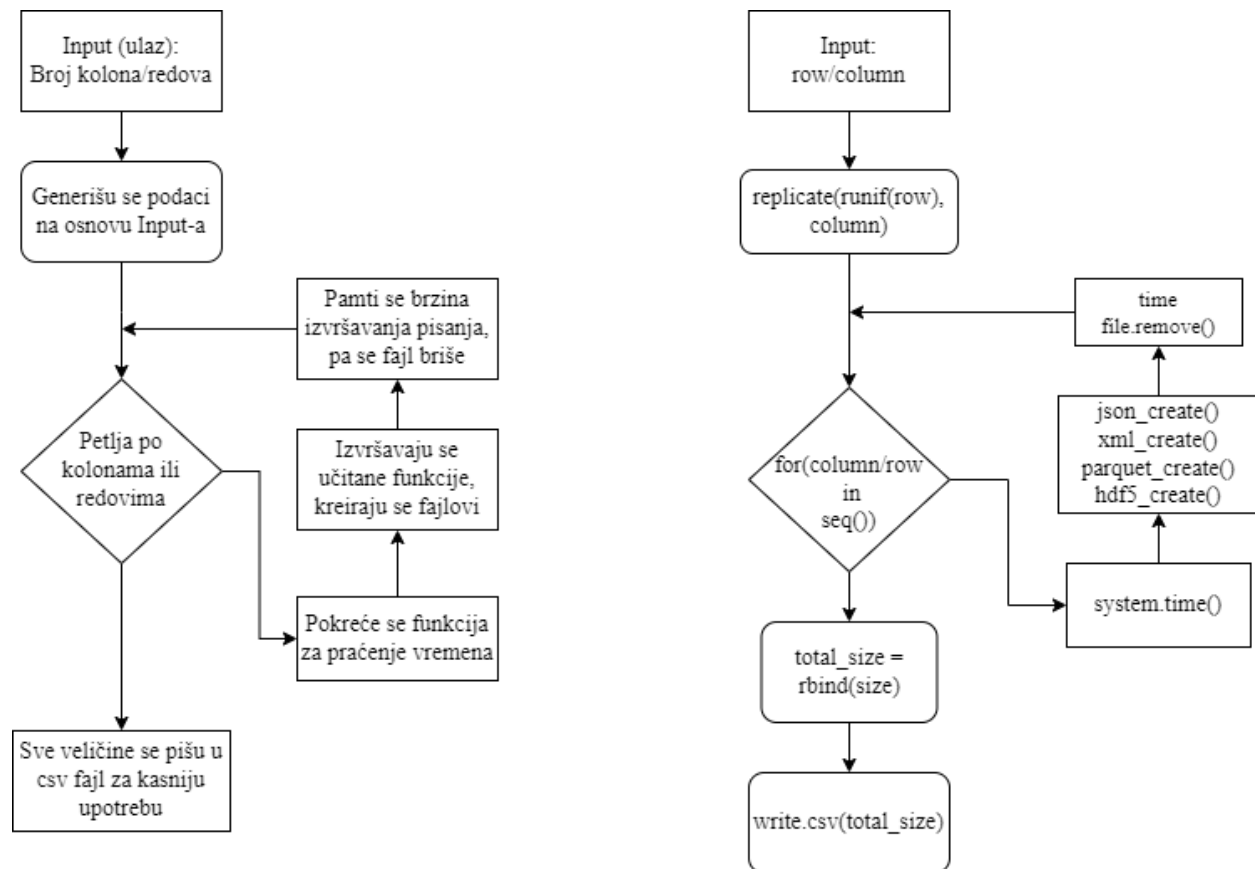 Input (ulaz):
Broj kolona/redova
Generišu se podaci
na osnovu Input-a
Pamti se brzina
izvršavanja pisanja,
pa se fajl briše
Petlja po
kolonama ili
redovima
Izvršavaju se
učitane funkcije,
kreiraju se fajlovi
Pokreće se funkcija
za praćenje vremena
Sve veličine se pišu u
csv fajl za kasniju
upotrebu
Input:
row/column
replicate(runif(row),
column)
time
file.remove()
for(column/row
in
seq())
json_create()
xml_create()
parquet_create()
hdf5_create()
system.time()
total_size =
rbind(size)
write.csv(total_size)